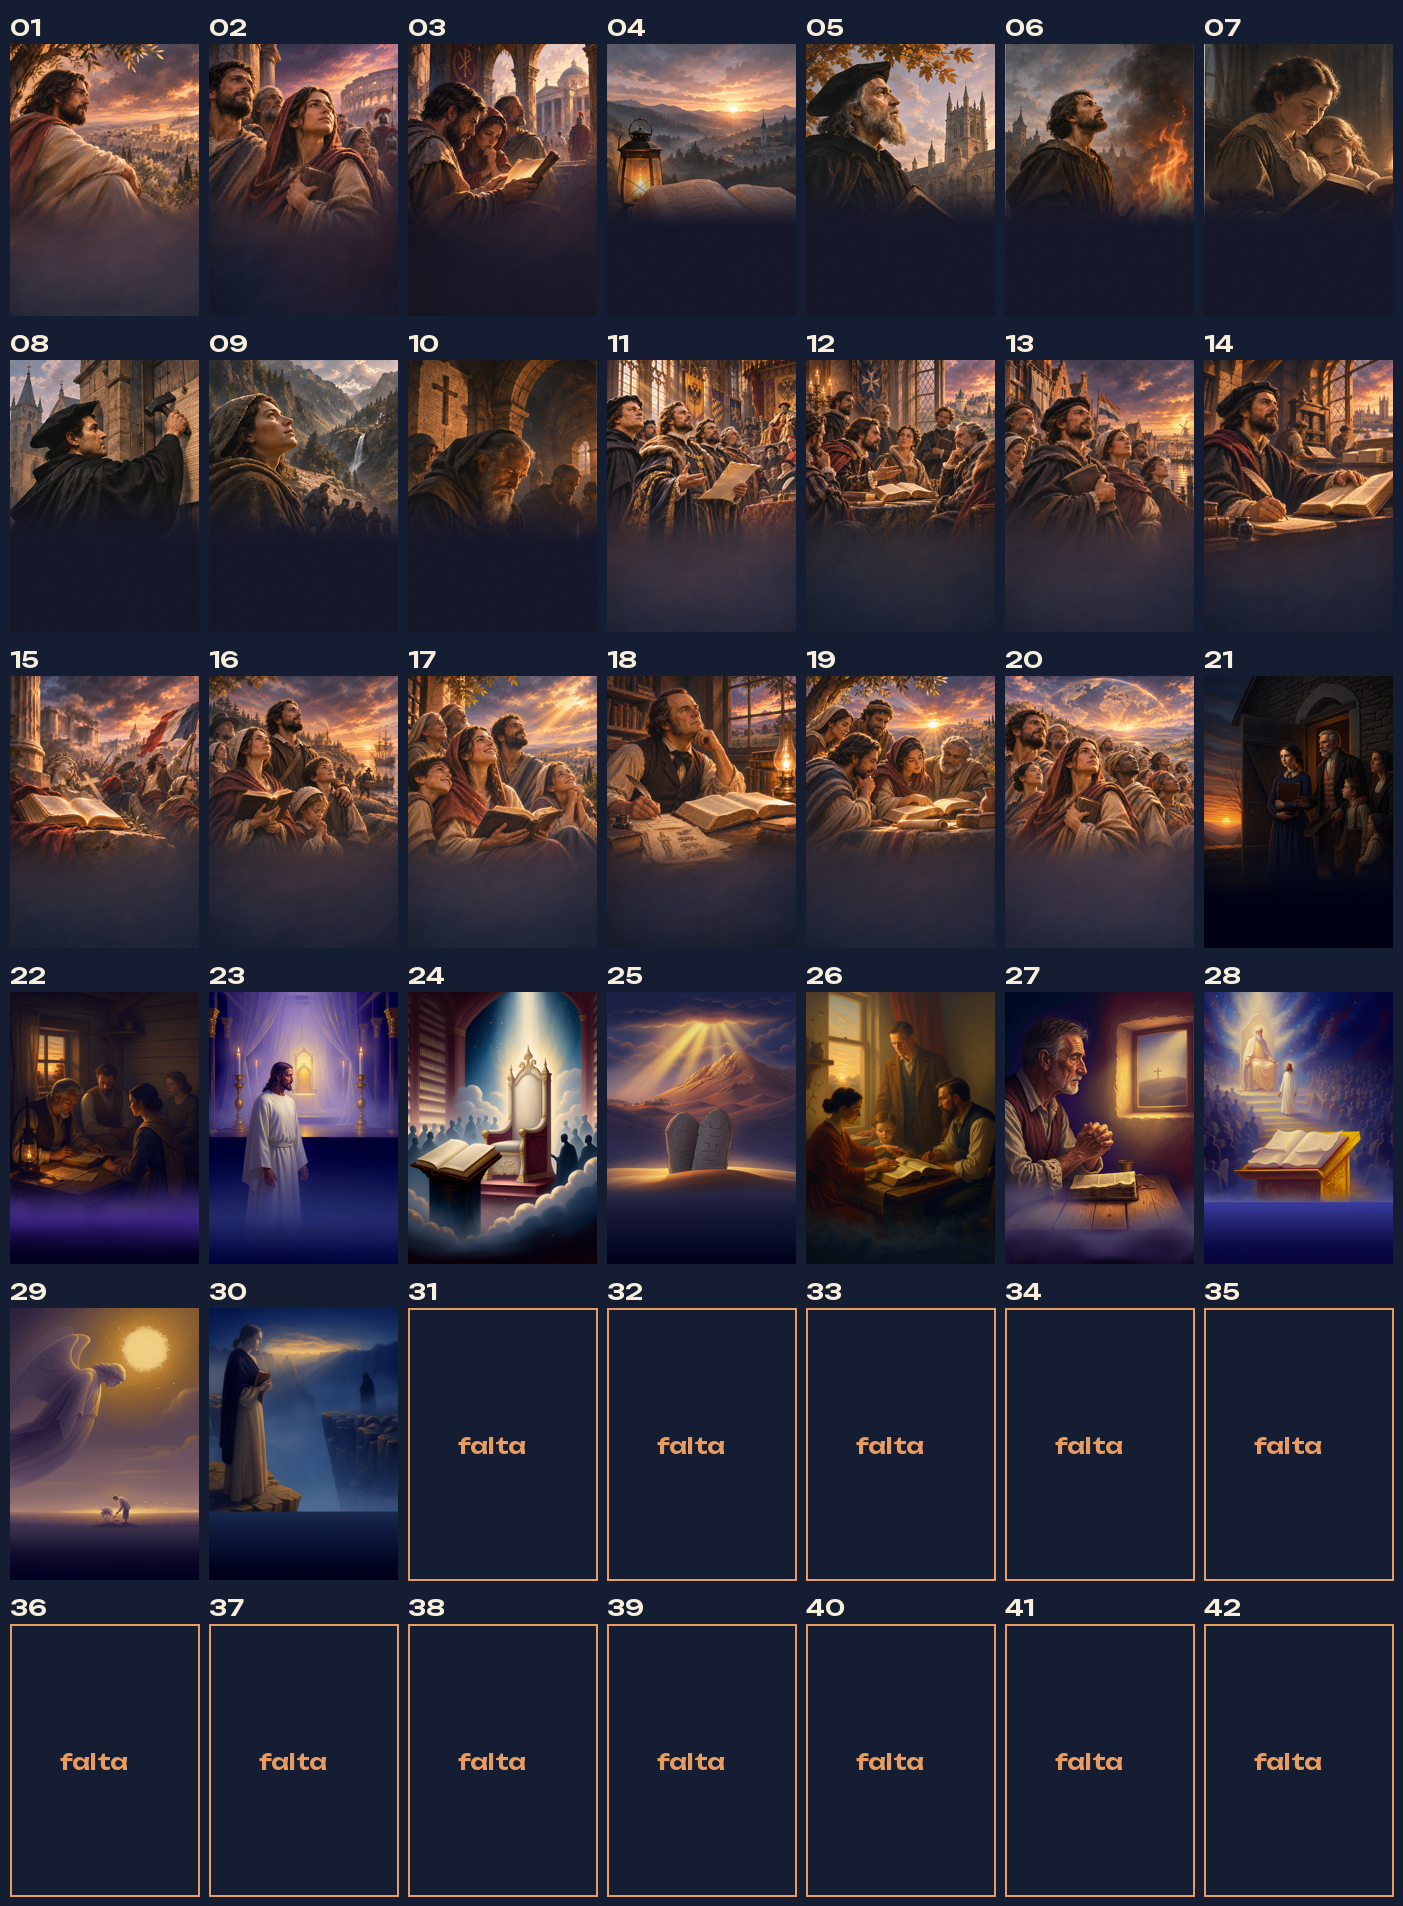 01 02 03 04 05 06 07
08 09 10 11 12 13 14
15 16 17 18 19 20 21
22 23 24 25 26 27 28
29 30 31 32 33 34 35
falta falta falta falta falta
36 37 38 39 40 41 42
falta falta falta falta falta falta falta